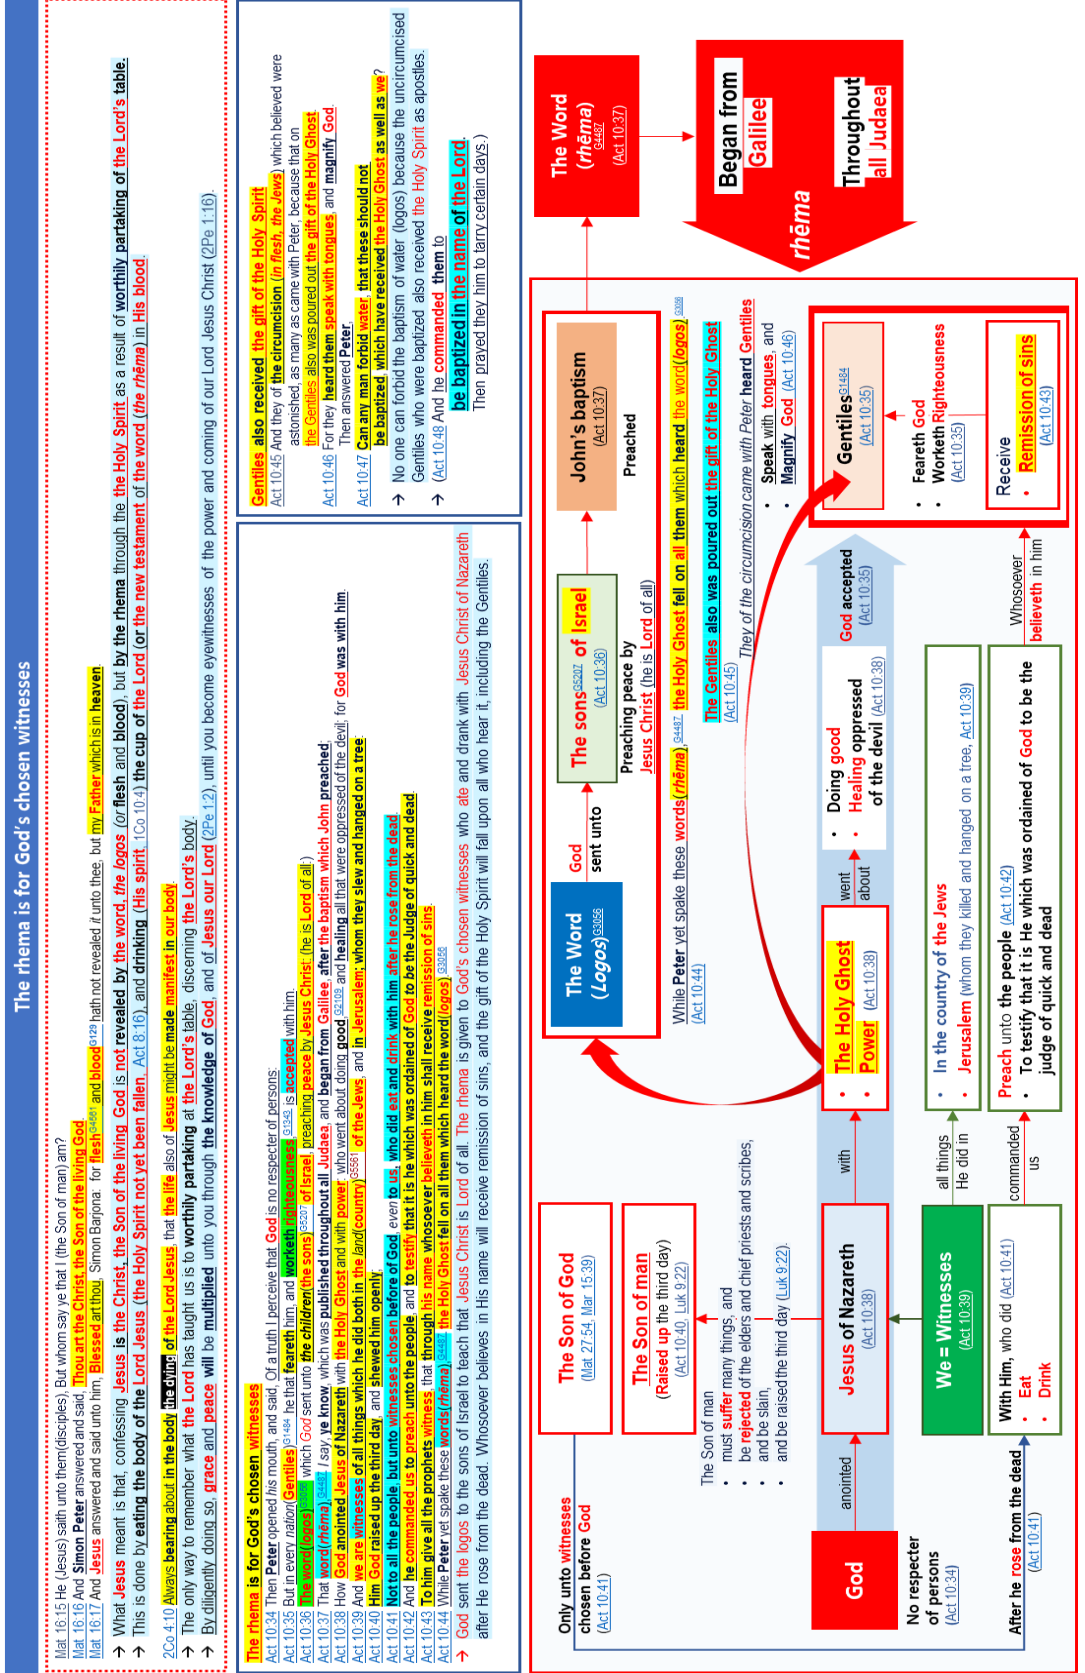 The rhema is for God's chosen witnesses
Mat 16:15 He (Jesus) saith unto them(disciples), But whom say ye that I (the Son of man) am?
Mat 16:16 And Simon Peter answered and said, Thou art the Christ, the Son of the living God.
Mat 16:17 And Jesus answered and said unto him, Blessed art thou, Simon Barjona: for flesh G4561 and blood G129 hath not revealed it unto thee, but my Father which is in heaven.
→ What Jesus meant is that, confessing Jesus is the Christ, the Son of the living God is not revealed by the word, the logos (or flesh and blood), but by the rhema through the the Holy Spirit as a result of worthily partaking of the Lord's table.
→ This is done by eating the body of the Lord Jesus (the Holy Spirit not yet been fallen. Act 8:16), and drinking (His spirit, 1Co 10:4) the cup of the Lord (or the new testament of the word (the rhēma) in His blood.
2Co 4:10 Always bearing about in the body the dying of the Lord Jesus, that the life also of Jesus might be made manifest in our body.
→ The only way to remember what the Lord has taught us is to worthily partaking at the Lord's table, discerning the Lord's body.
→ By diligently doing so, grace and peace will be multiplied unto you through the knowledge of God, and of Jesus our Lord (2Pe 1:2), until you become eyewitnesses of the power and coming of our Lord Jesus Christ (2Pe 1:16).
The rhema is for God's chosen witnesses
Act 10:34 Then Peter opened his mouth, and said, Of a truth I perceive that God is no respecter of persons:
Act 10:35 But in every nation(Gentiles) G1484 he that feareth him, and worketh righteousness, G1343 is accepted with him.
Act 10:36 The word(logos) G3056 which God sent unto the children(the sons) G5207 of Israel, preaching peace by Jesus Christ: (he is Lord of all:)
Act 10:37 That word(rhēma), G4487 I say, ye know, which was published throughout all Judaea, and began from Galilee, after the baptism which John preached;
Act 10:38 How God anointed Jesus of Nazareth with the Holy Ghost and with power: who went about doing good, G2109 and healing all that were oppressed of the devil; for God was with him.
Act 10:39 And we are witnesses of all things which he did both in the land(country) G5561 of the Jews, and in Jerusalem; whom they slew and hanged on a tree:
Act 10:40 Him God raised up the third day, and shewed him openly;
Act 10:41 Not to all the people, but unto witnesses chosen before of God, even to us, who did eat and drink with him after he rose from the dead.
Act 10:42 And he commanded us to preach unto the people, and to testify that it is he which was ordained of God to be the Judge of quick and dead.
Act 10:43 To him give all the prophets witness, that through his name whosoever believeth in him shall receive remission of sins.
Act 10:44 While Peter yet spake these words(rhēma), G4487 the Holy Ghost fell on all them which heard the word(logos). G3056
→ God sent the logos to the sons of Israel to teach that Jesus Christ is Lord of all. The rhema is given to God's chosen witnesses who ate and drank with Jesus Christ of Nazareth
after He rose from the dead. Whosoever believes in His name will receive remission of sins, and the gift of the Holy Spirit will fall upon all who hear it, including the Gentiles.
Gentiles also received the gift of the Holy Spirit
Act 10:45 And they of the circumcision (in flesh, the Jews) which believed were
astonished, as many as came with Peter, because that on
the Gentiles also was poured out the gift of the Holy Ghost.
Act 10:46 For they heard them speak with tongues, and magnify God.
Then answered Peter,
Act 10:47 Can any man forbid water, that these should not
be baptized, which have received the Holy Ghost as well as we?
→ No one can forbid the baptism of water (logos) because the uncircumcised
Gentiles who were baptized also received the Holy Spirit as apostles.
→ (Act 10:48 And he commanded them to
be baptized in the name of the Lord.
Then prayed they him to tarry certain days.)
The Word
(Logos) G3056
God
sent unto
The sons G5207 of Israel
(Act 10:36)
Preaching peace by
Jesus Christ (he is Lord of all)
John's baptism
(Act 10:37)
Preached
The Word
(rhēma)
G4487
(Act 10:37)
Began from
Galilee
Throughout
all Judaea
rhēma
While Peter yet spake these words(rhēma), G4487 the Holy Ghost fell on all them which heard the word(logos). G3056
(Act 10:44)
The Gentiles also was poured out the gift of the Holy Ghost
(Act 10:45)
They of the circumcision came with Peter heard Gentiles
• Speak with tongues, and
• Magnify God (Act 10:46)
Only unto witnesses
chosen before God
(Act 10:41)
The Son of God
(Mat 27:54, Mar 15:39)
The Son of man
(Raised up the third day)
(Act 10:40, Luk 9:22)
The Son of man
• must suffer many things, and
• be rejected of the elders and chief priests and scribes,
• and be slain,
• and be raised the third day (Luk 9:22).
God
No respecter
of persons
(Act 10:34)
anointed
Jesus of Nazareth
(Act 10:38)
with
• The Holy Ghost
• Power (Act 10:38)
went
about
• Doing good
• Healing oppressed
of the devil (Act 10:38)
God accepted
(Act 10:35)
Gentiles G1484
(Act 10:35)
• Feareth God
• Worketh Righteousness
(Act 10:35)
Receive
• Remission of sins
(Act 10:43)
We = Witnesses
(Act 10:39)
all things
He did in
• In the country of the Jews
• Jerusalem (whom they killed and hanged on a tree, Act 10:39)
After he rose from the dead
(Act 10:41)
With Him, who did (Act 10:41)
• Eat
• Drink
commanded
us
Preach unto the people (Act 10:42)
• To testify that it is He which was ordained of God to be the
judge of quick and dead
Whosoever
believeth in him